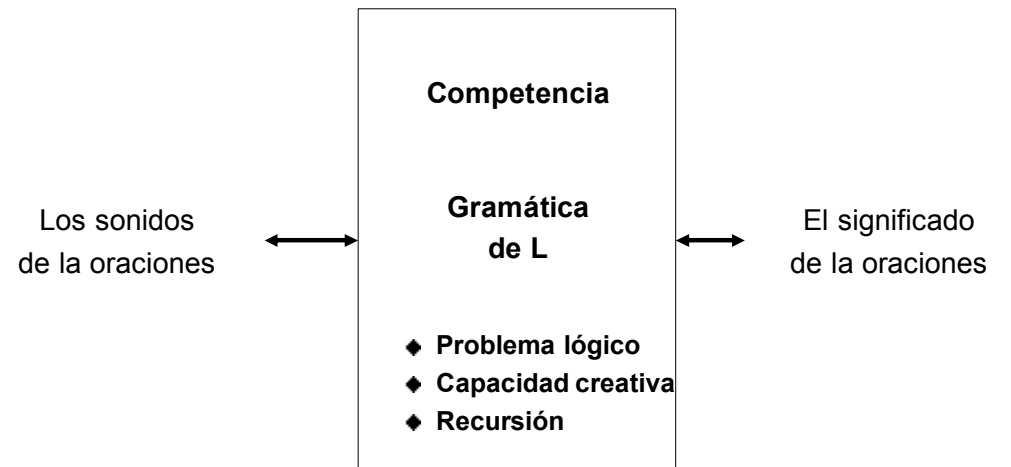 Competencia
Los sonidos
de la oraciones
Gramática
de L
El significado
de la oraciones
Problema lógico
Capacidad creativa
Recursión